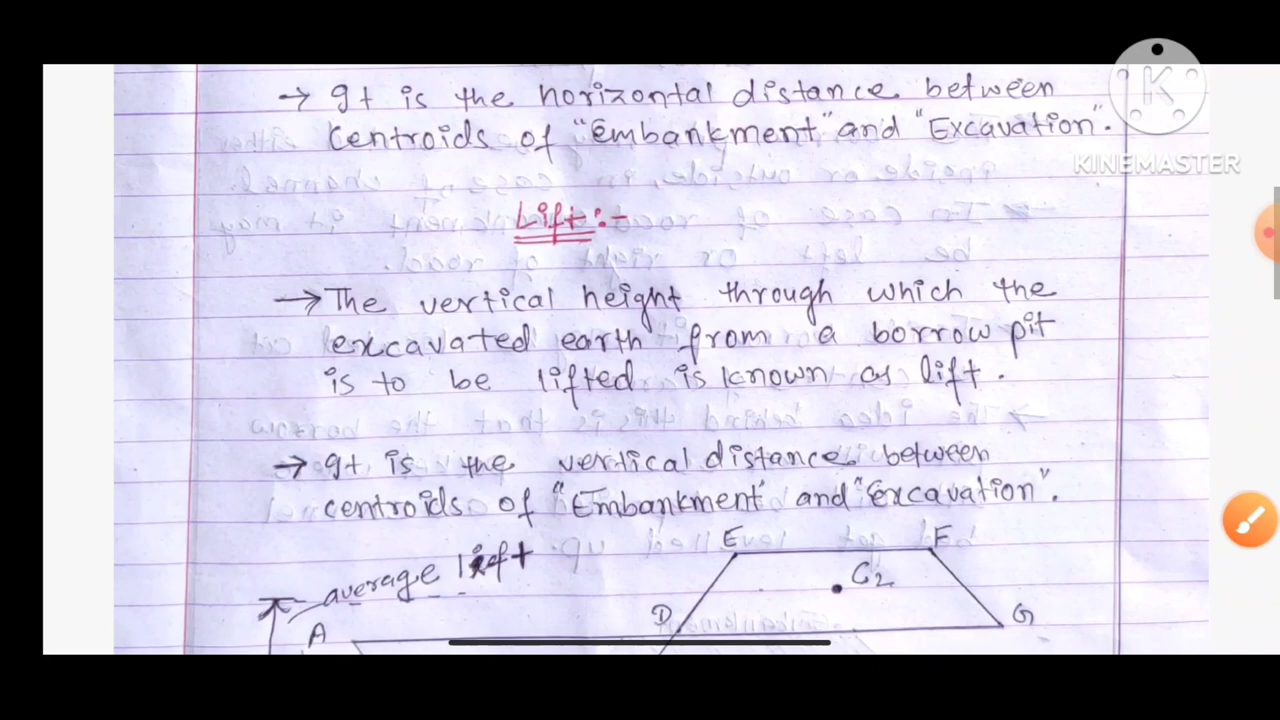 → It is the horizontal distance between
centroids of "Embankment" and "Excavation".
K
KINEMASTER
Lift :-
→ The vertical height through which the
excavated earth from a borrow pit
is to be lifted is known as lift.
→ It is the vertical distance between
centroids of "Embankment" and "Excavation".
average lift
E F
C2
A D G